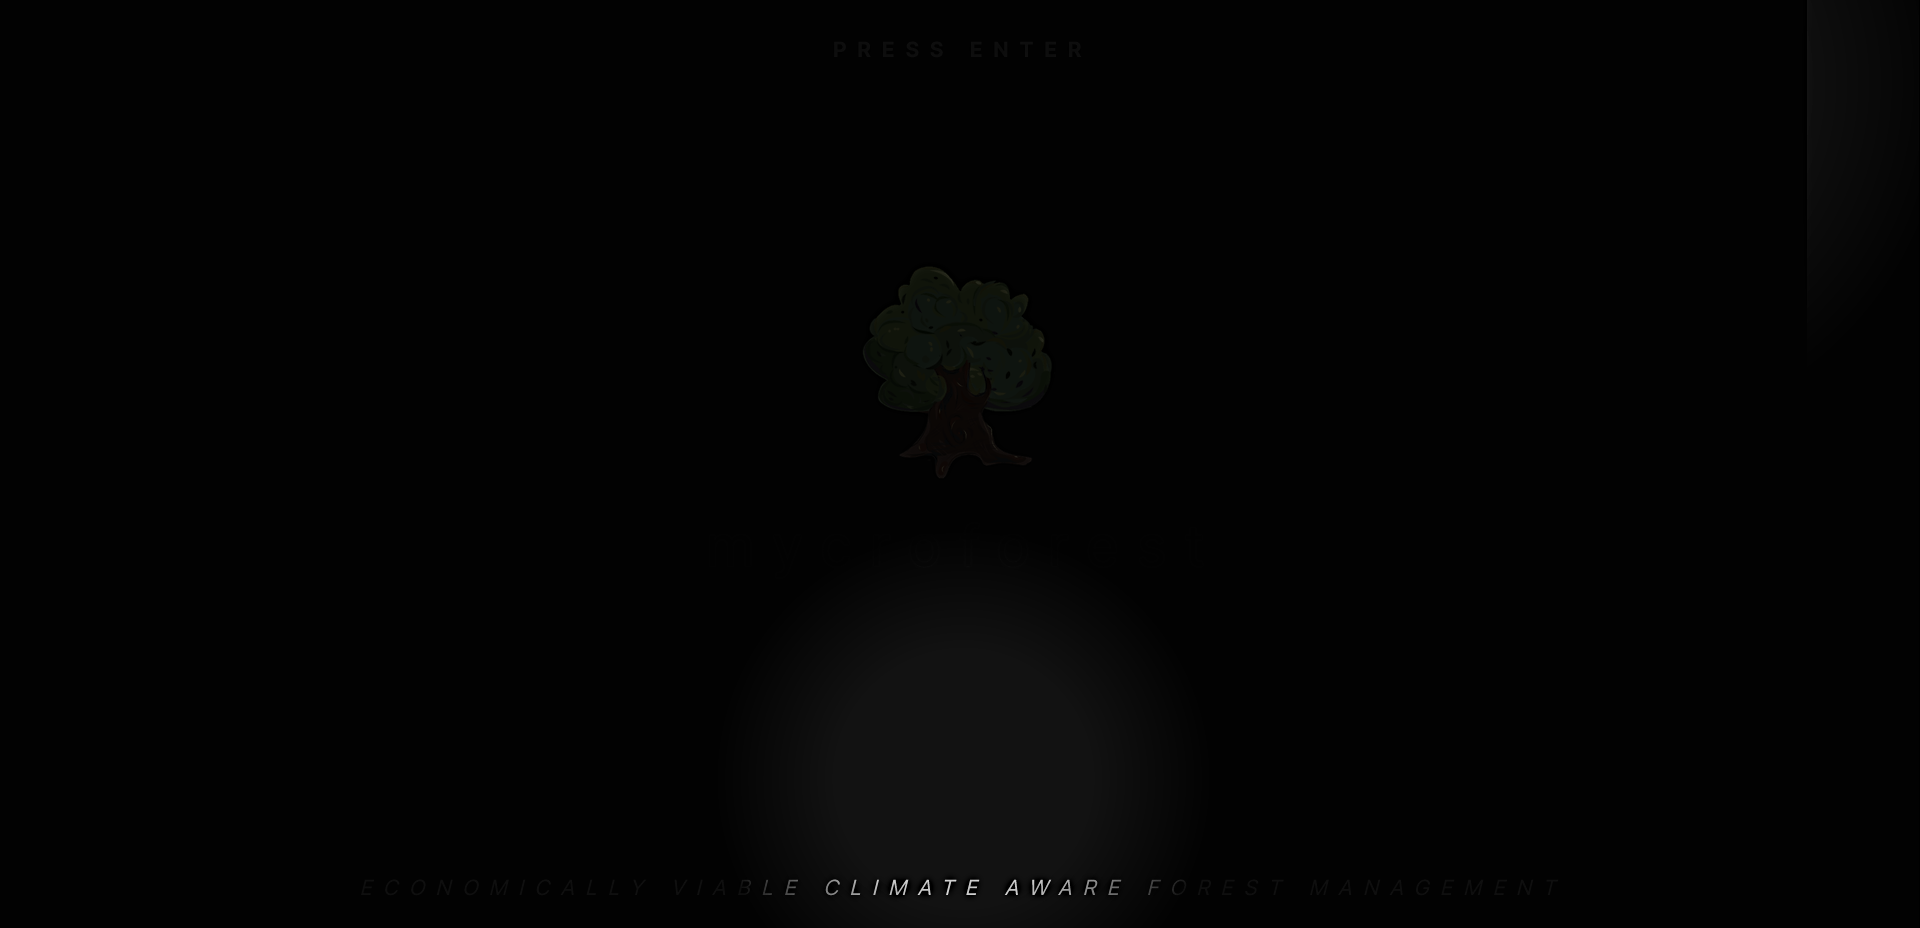 PRESS ENTER
ECONOMICALLY VIABLE CLIMATE AWARE FOREST MANAGEMENT